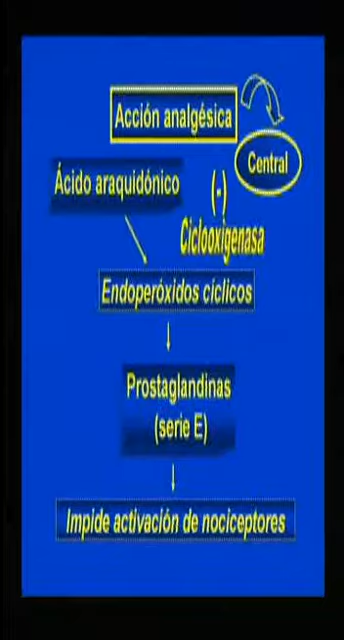 Acción analgésica
Central
Ácido araquidónico
(-)
Ciclooxigenasa
Endoperóxidos cíclicos
Prostaglandinas
(serie E)
Impide activación de nociceptores